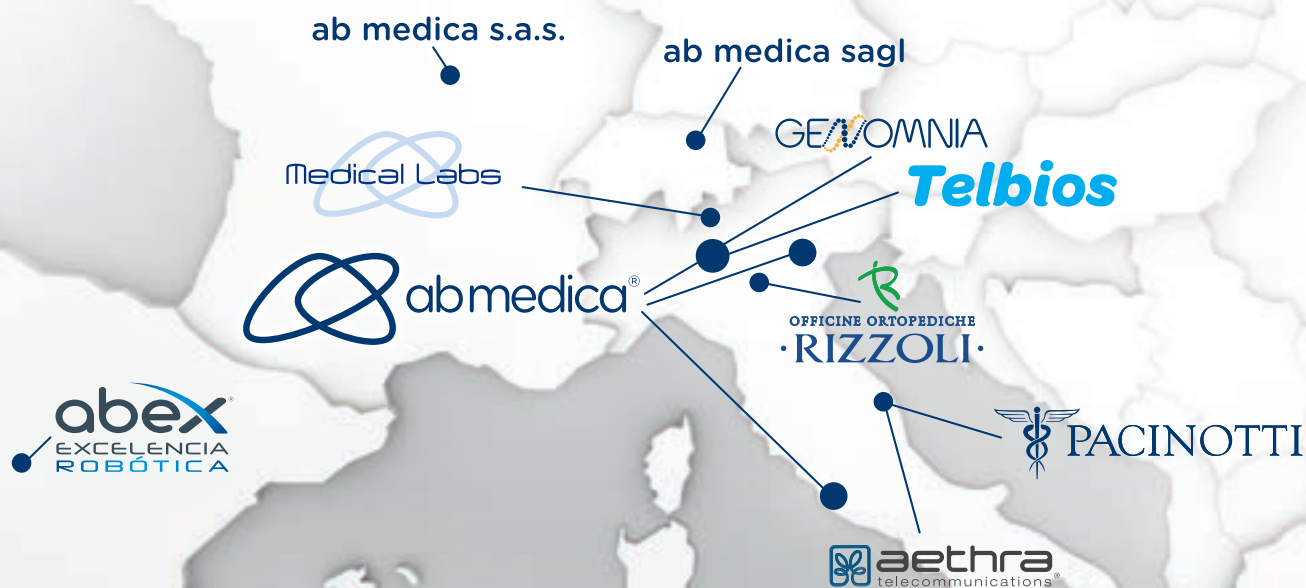 ab medica s.a.s.
ab medica sagl
GENOMNIA
Medical Labs
Telbios
abmedica®
OFFICINE ORTOPEDICHE
·RIZZOLI·
abex®
EXCELENCIA
ROBÓTICA
PACINOTTI
aethra
telecommunications®